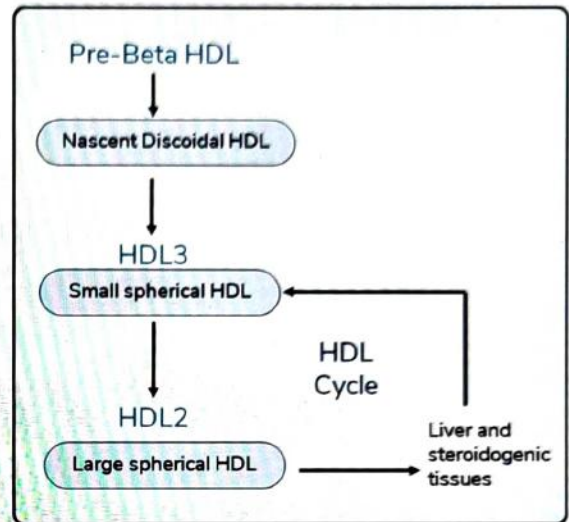 Pre-Beta HDL
Nascent Discoidal HDL
HDL3
Small spherical HDL
HDL
Cycle
HDL2
Large spherical HDL
Liver and
steroidogenic
tissues